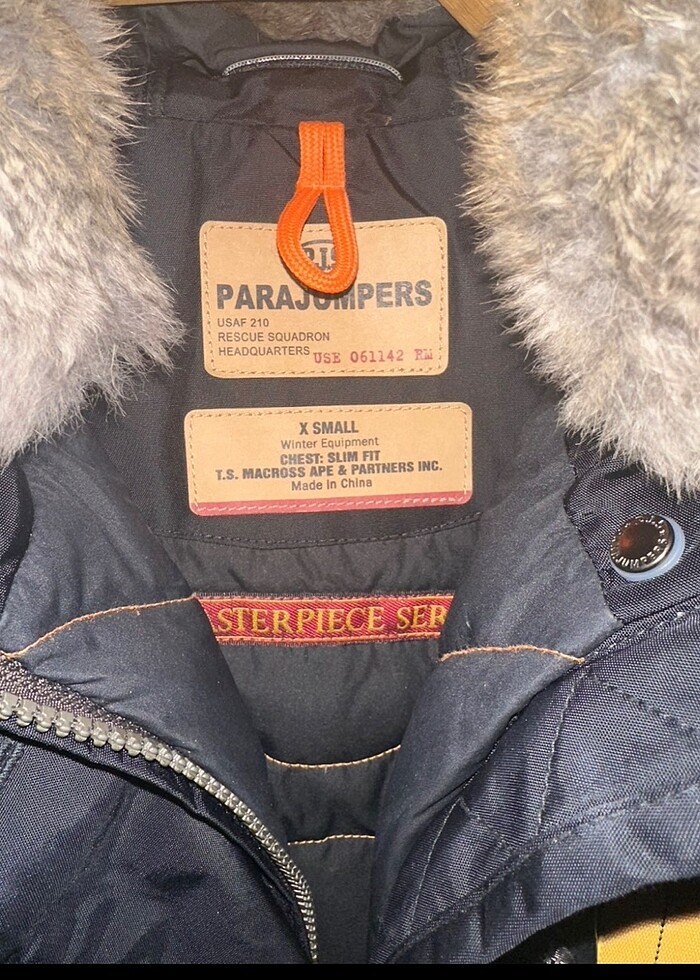 PARAJUMPERS
USAF 210
RESCUE SQUADRON
HEADQUARTERS USE 061142 RM
X SMALL
Winter Equipment
CHEST: SLIM FIT
T.S. MACROSS APE & PARTNERS INC.
Made in China
STERPIECE SER